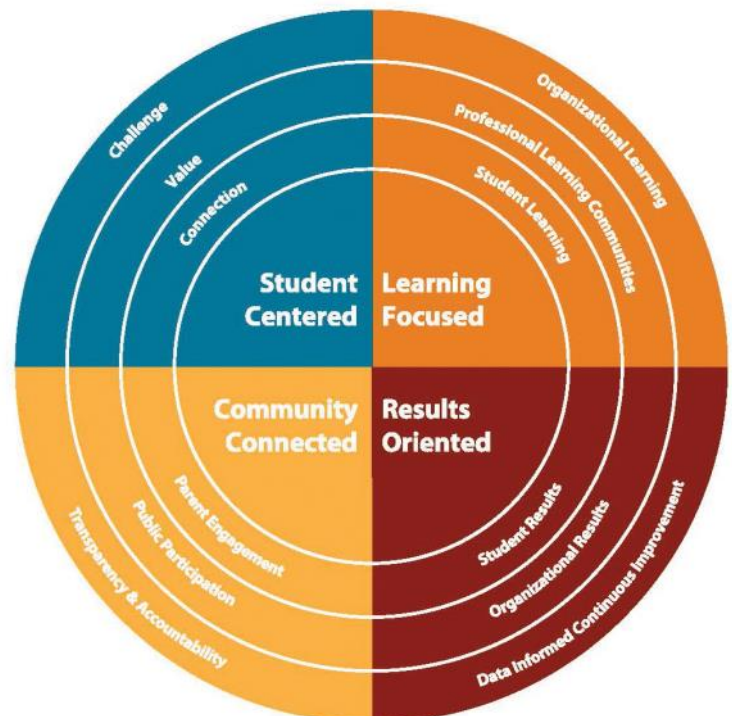 Challenge
Value
Connection
Student
Centered
Organizational Learning
Professional Learning Communities
Student Learning
Learning
Focused
Community
Connected
Parent Engagement
Public Participation
Transparency & Accountability
Results
Oriented
Student Results
Organizational Results
Data Informed Continuous Improvement